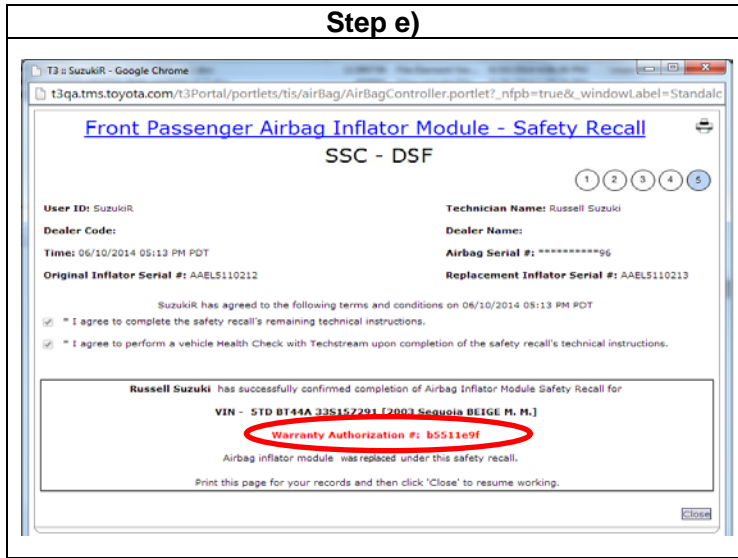 Step e)
T3 :: SuzukiR - Google Chrome
t3qa.tms.toyota.com/t3Portal/portlets/tis/airBag/AirBagController.portlet?_nfpb=true&_windowLabel=Standalc
Front Passenger Airbag Inflator Module - Safety Recall
SSC - DSF
1 2 3 4 5
User ID: SuzukiR Technician Name: Russell Suzuki
Dealer Code: Dealer Name:
Time: 06/10/2014 05:13 PM PDT Airbag Serial #: **********96
Original Inflator Serial #: AAEL5110212 Replacement Inflator Serial #: AAEL5110213
SuzukiR has agreed to the following terms and conditions on 06/10/2014 05:13 PM PDT
* I agree to complete the safety recall's remaining technical instructions.
* I agree to perform a vehicle Health Check with Techstream upon completion of the safety recall's technical instructions.
Russell Suzuki has successfully confirmed completion of Airbag Inflator Module Safety Recall for
VIN - 5TD BT44A 33S157291 [2003 Sequoia BEIGE M. M.]
Warranty Authorization #: b5511e9f
Airbag inflator module was replaced under this safety recall.
Print this page for your records and then click 'Close' to resume working.
Close